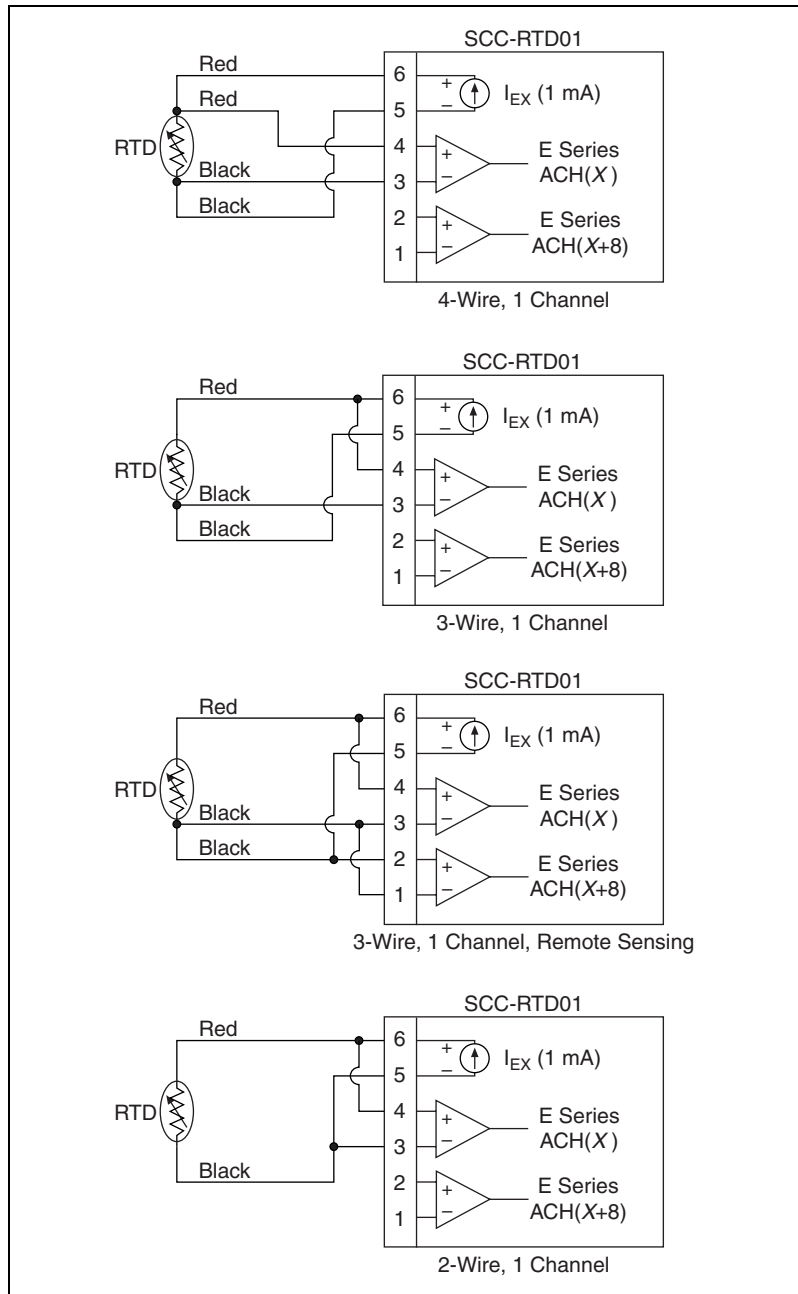 SCC-RTD01
Red
6
+
I_EX (1 mA)
Red
5
−
RTD
4
+
E Series
ACH(X)
Black
3
−
Black
2
+
E Series
ACH(X+8)
1
−
4-Wire, 1 Channel
SCC-RTD01
Red
6
+
I_EX (1 mA)
5
−
RTD
4
+
E Series
ACH(X)
Black
3
−
Black
2
+
E Series
ACH(X+8)
1
−
3-Wire, 1 Channel
SCC-RTD01
Red
6
+
I_EX (1 mA)
5
−
RTD
4
+
E Series
ACH(X)
Black
3
−
Black
2
+
E Series
ACH(X+8)
1
−
3-Wire, 1 Channel, Remote Sensing
SCC-RTD01
Red
6
+
I_EX (1 mA)
5
−
RTD
4
+
E Series
ACH(X)
3
−
Black
2
+
E Series
ACH(X+8)
1
−
2-Wire, 1 Channel